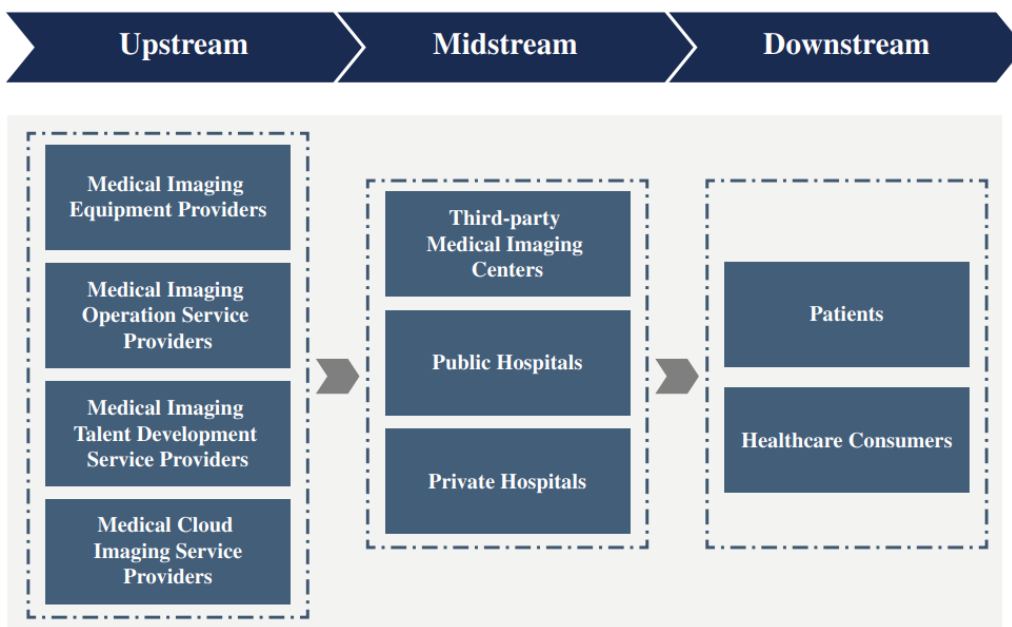 Upstream
Midstream
Downstream
Medical Imaging
Equipment Providers
Medical Imaging
Operation Service
Providers
Medical Imaging
Talent Development
Service Providers
Medical Cloud
Imaging Service
Providers
Third-party
Medical Imaging
Centers
Public Hospitals
Private Hospitals
Patients
Healthcare Consumers